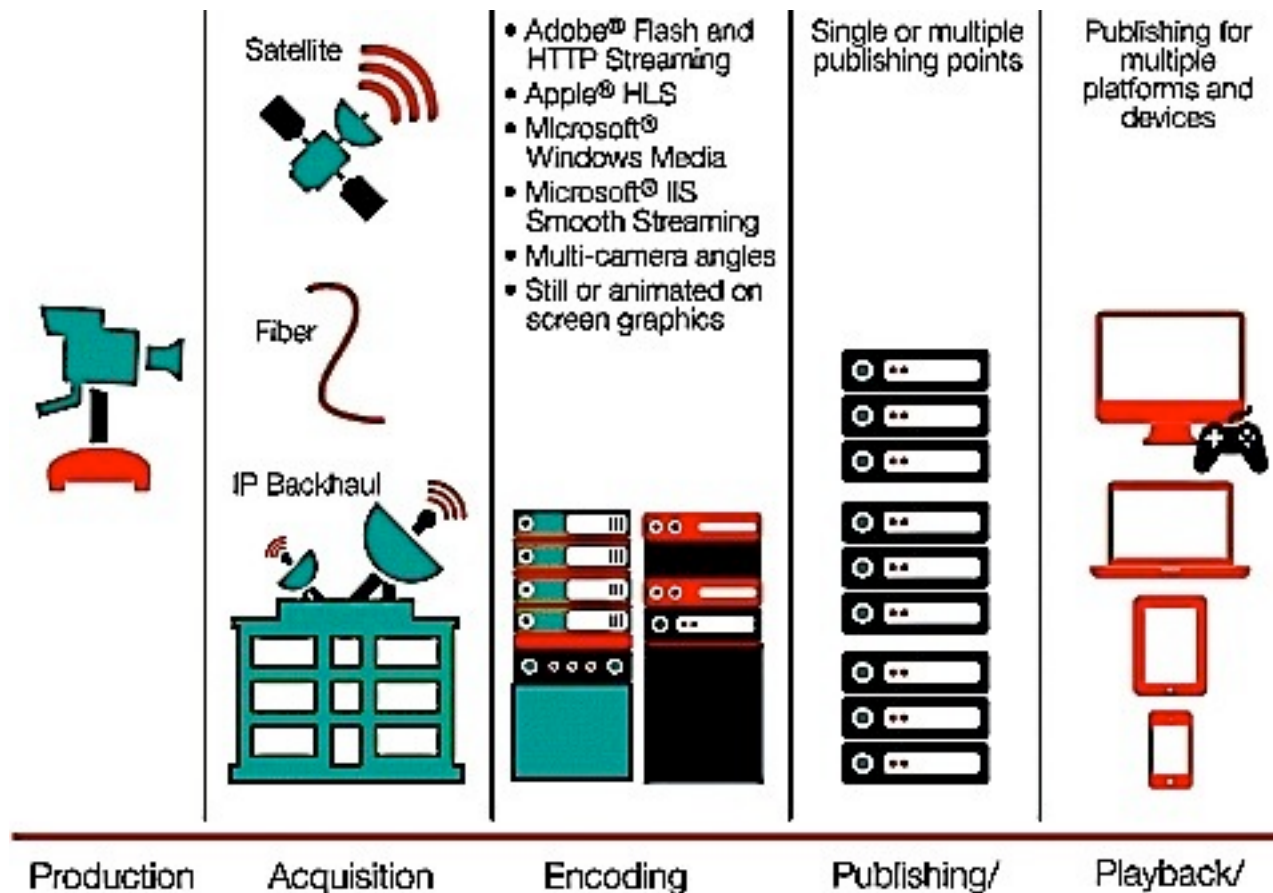 Satellite
Fiber
IP Backhaul
• Adobe® Flash and
HTTP Streaming
• Apple® HLS
• Microsoft®
Windows Media
• Microsoft® IIS
Smooth Streaming
• Multi-camera angles
• Still or animated on
screen graphics
Single or multiple
publishing points
Publishing for
multiple
platforms and
devices
Production
Acquisition
Encoding
Publishing/
Playback/